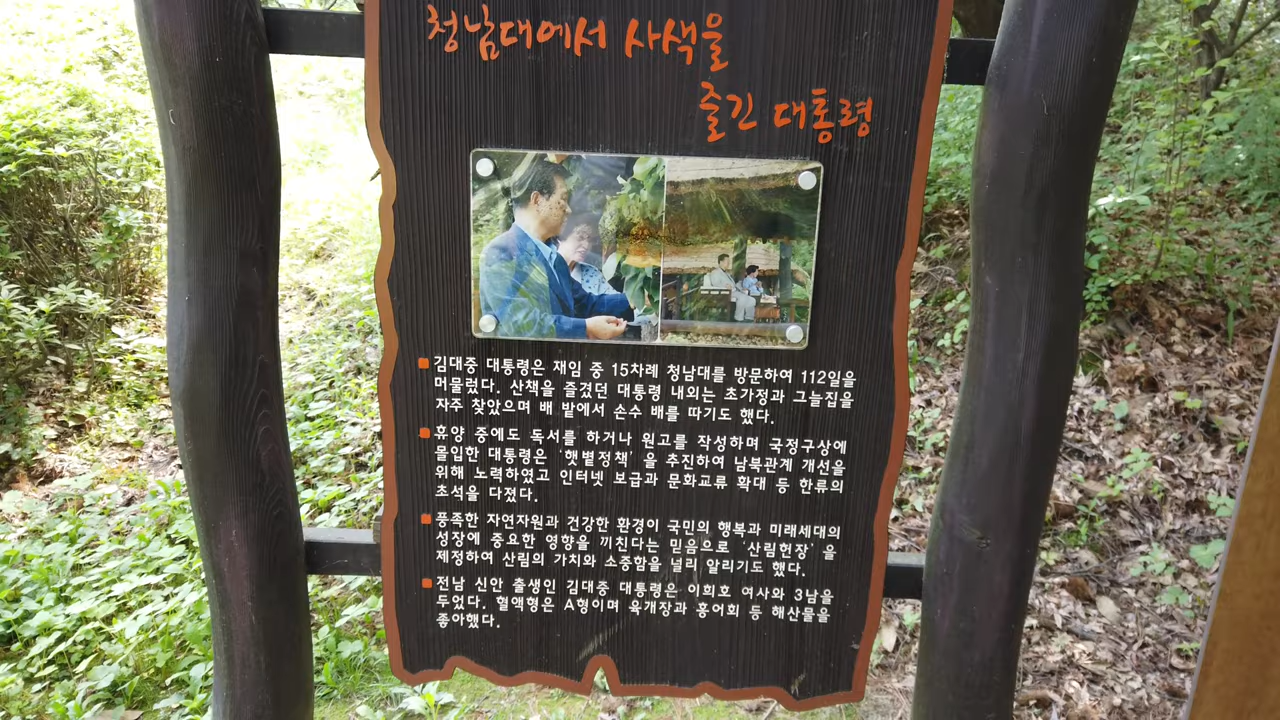 청남대에서 사색을
즐긴 대통령
김대중 대통령은 재임 중 15차례 청남대를 방문하여 112일을
머물렀다. 산책을 즐겼던 대통령 내외는 초가정과 그늘집을
자주 찾았으며 배 밭에서 손수 배를 따기도 했다.
휴양 중에도 독서를 하거나 원고를 작성하며 국정구상에
몰입한 대통령은 '햇볕정책' 을 추진하여 남북관계 개선을
위해 노력하였고 인터넷 보급과 문화교류 확대 등 한류의
초석을 다졌다.
풍족한 자연자원과 건강한 환경이 국민의 행복과 미래세대의
성장에 중요한 영향을 끼친다는 믿음으로 '산림헌장' 을
제정하여 산림의 가치와 소중함을 널리 알리기도 했다.
전남 신안 출생인 김대중 대통령은 이희호 여사와 3남을
두었다. 혈액형은 A형이며 육개장과 홍어회 등 해산물을
좋아했다.